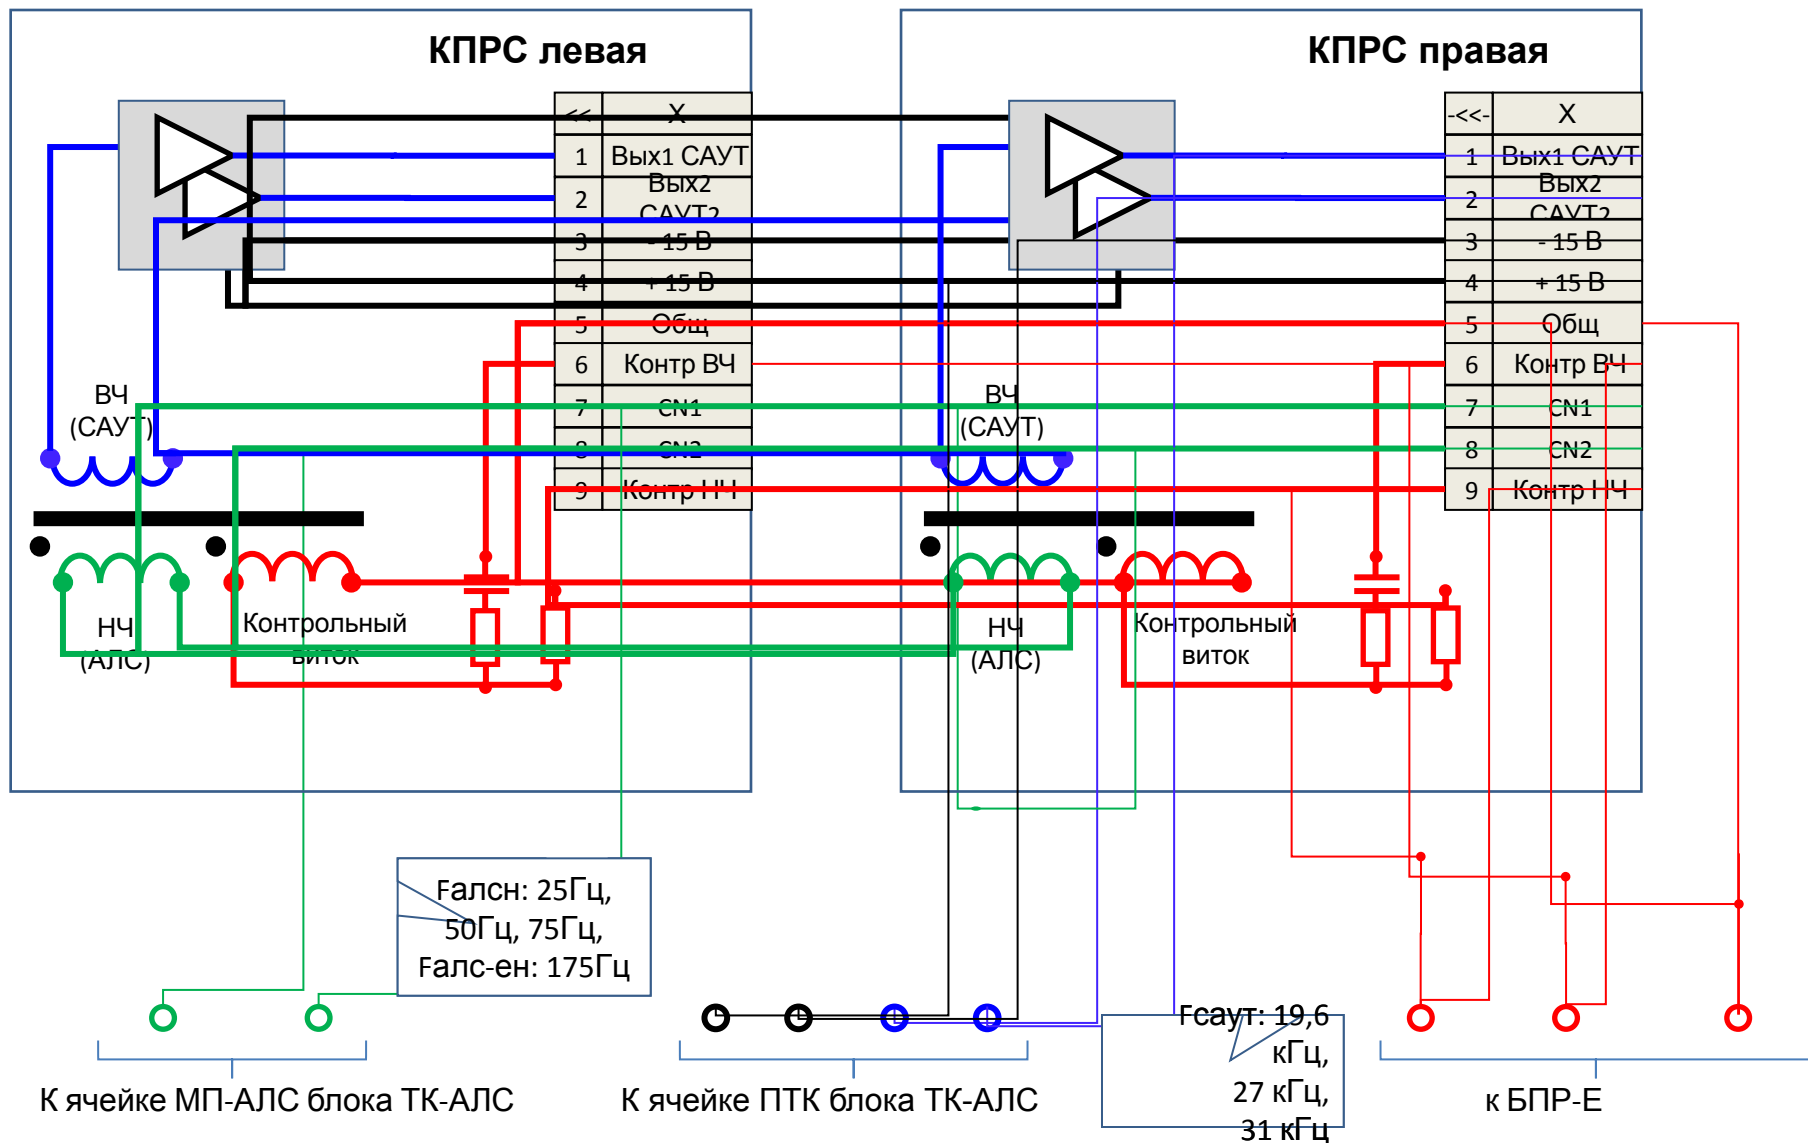 КПРС левая
<< X
1 Вых1 САУТ
2 Вых2 САУТ2
3 - 15 В
4 + 15 В
5 Общ
6 Контр ВЧ
7 CN1
8 CN2
9 Контр НЧ
ВЧ
(САУТ)
НЧ
(АЛС)
Контрольный
виток
КПРС правая
-<<- X
1 Вых1 САУТ
2 Вых2 САУТ2
3 - 15 В
4 + 15 В
5 Общ
6 Контр ВЧ
7 CN1
8 CN2
9 Контр НЧ
ВЧ
(САУТ)
НЧ
(АЛС)
Контрольный
виток
Fалсн: 25Гц,
50Гц, 75Гц,
Fалс-ен: 175Гц
Fсаут: 19,6
кГц,
27 кГц,
31 кГц
К ячейке МП-АЛС блока ТК-АЛС
К ячейке ПТК блока ТК-АЛС
к БПР-Е